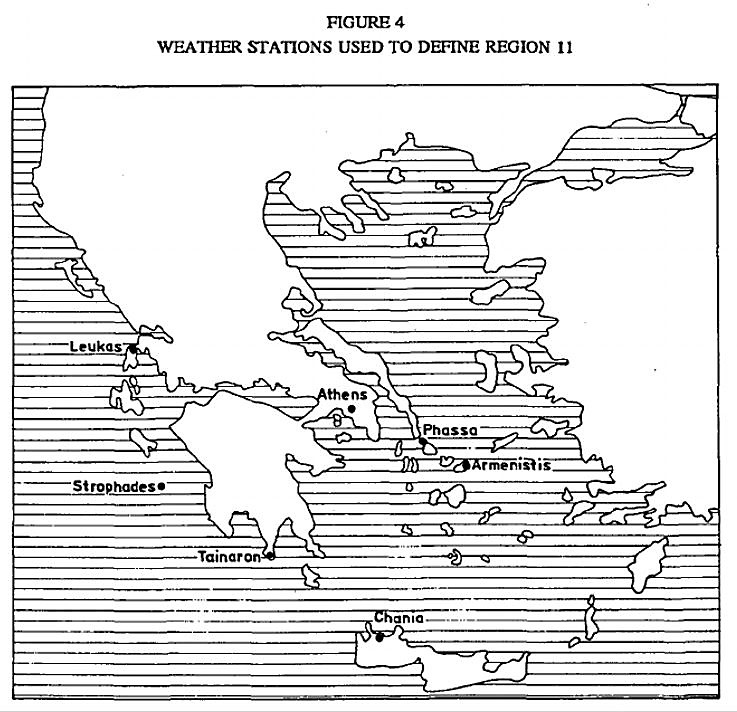 FIGURE 4
WEATHER STATIONS USED TO DEFINE REGION 11
Leukas
Athens
Phassa
Armenistis
Strophades
Tainaron
Chania